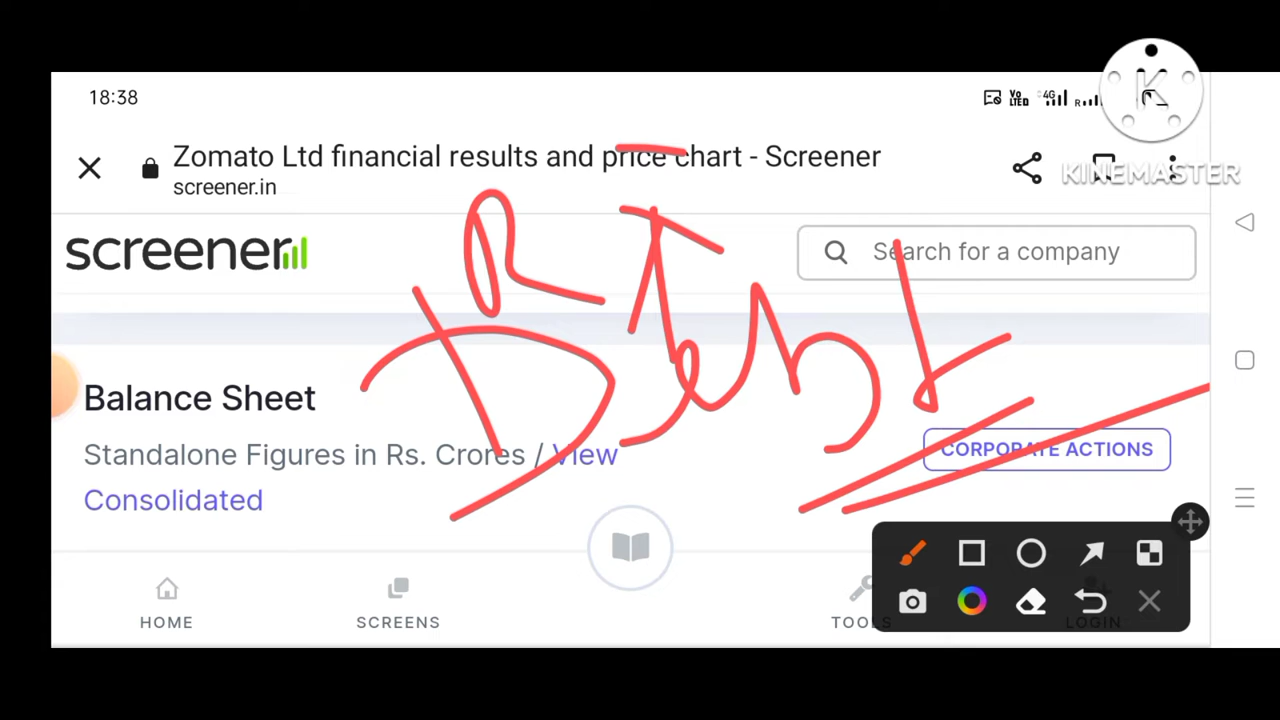 18:38
KINEMASTER
Zomato Ltd financial results and price chart - Screener
screener.in
screener
Search for a company
Debt
Balance Sheet
Standalone Figures in Rs. Crores / View
Consolidated
CORPORATE ACTIONS
HOME
SCREENS
TOOLS
LOGIN